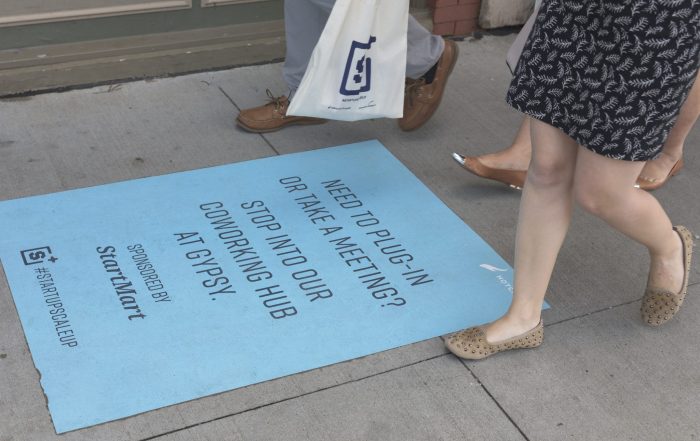 NEED TO PLUG-IN
OR TAKE A MEETING?
STOP INTO OUR
COWORKING HUB
AT GYPSY.
SPONSORED BY
StartMart
S+
#STARTUPSCALEUP